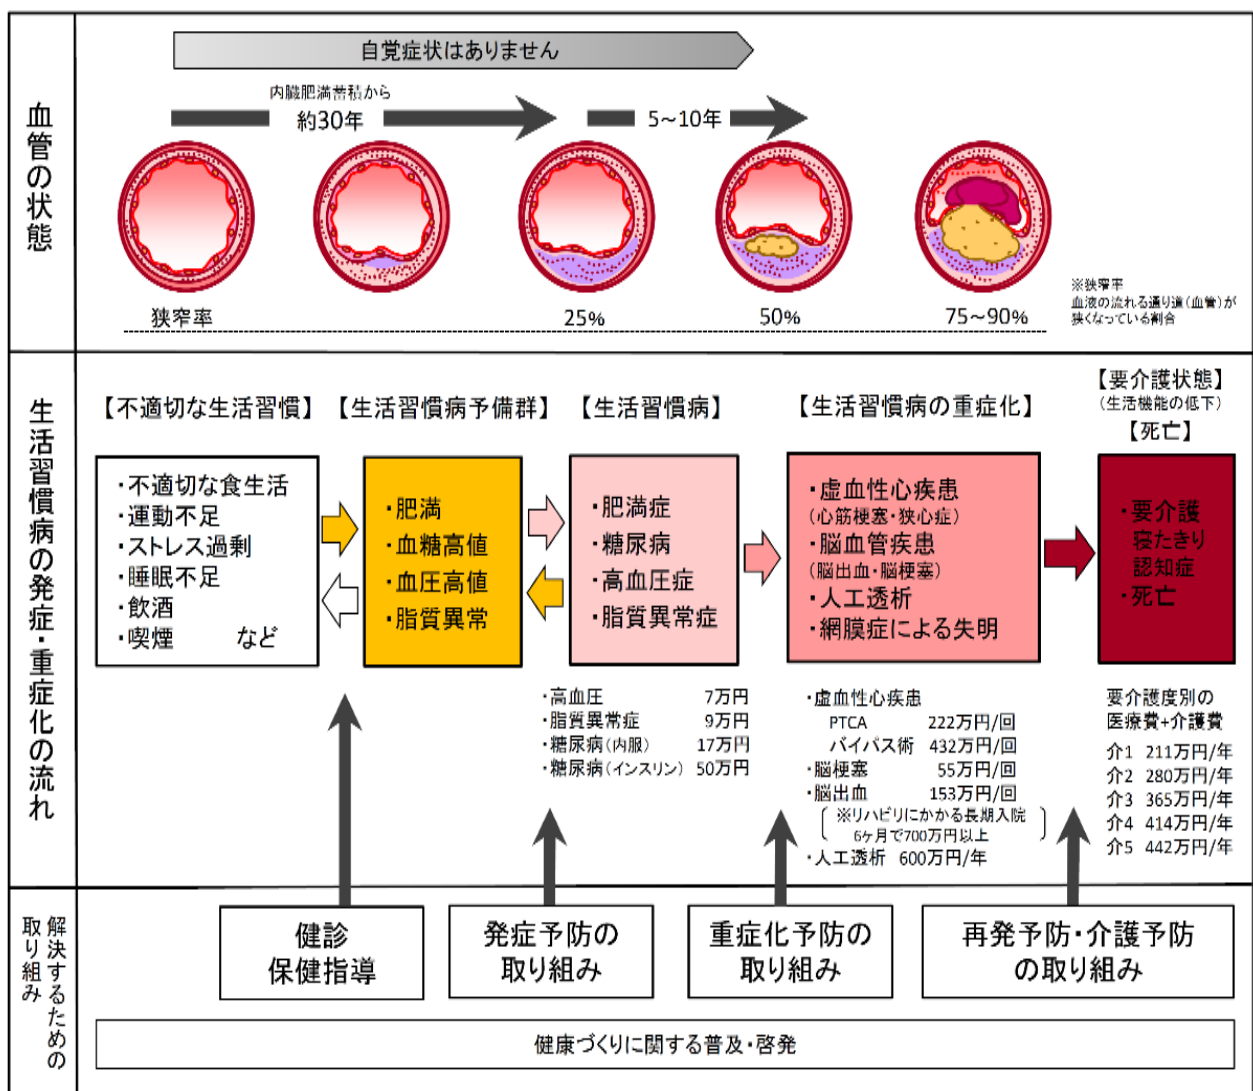 血管の状態
自覚症状はありません
内臓肥満蓄積から
約30年
5～10年
狭窄率
25%
50%
75～90%
※狭窄率
血液の流れる通り道(血管)が
狭くなっている割合
生活習慣病の発症・重症化の流れ
【不適切な生活習慣】
・不適切な食生活
・運動不足
・ストレス過剰
・睡眠不足
・飲酒
・喫煙　　など
【生活習慣病予備群】
・肥満
・血糖高値
・血圧高値
・脂質異常
【生活習慣病】
・肥満症
・糖尿病
・高血圧症
・脂質異常症
・高血圧　7万円
・脂質異常症　9万円
・糖尿病(内服)　17万円
・糖尿病(インスリン)　50万円
【生活習慣病の重症化】
・虚血性心疾患
(心筋梗塞・狭心症)
・脳血管疾患
(脳出血・脳梗塞)
・人工透析
・網膜症による失明
・虚血性心疾患
PTCA　222万円/回
バイパス術　432万円/回
・脳梗塞　55万円/回
・脳出血　153万円/回
※リハビリにかかる長期入院
6ヶ月で700万円以上
・人工透析　600万円/年
【要介護状態】
(生活機能の低下)
【死亡】
・要介護
寝たきり
認知症
・死亡
要介護度別の
医療費+介護費
介1　211万円/年
介2　280万円/年
介3　365万円/年
介4　414万円/年
介5　442万円/年
解決するための
取り組み
健診
保健指導
発症予防の
取り組み
重症化予防の
取り組み
再発予防・介護予防
の取り組み
健康づくりに関する普及・啓発